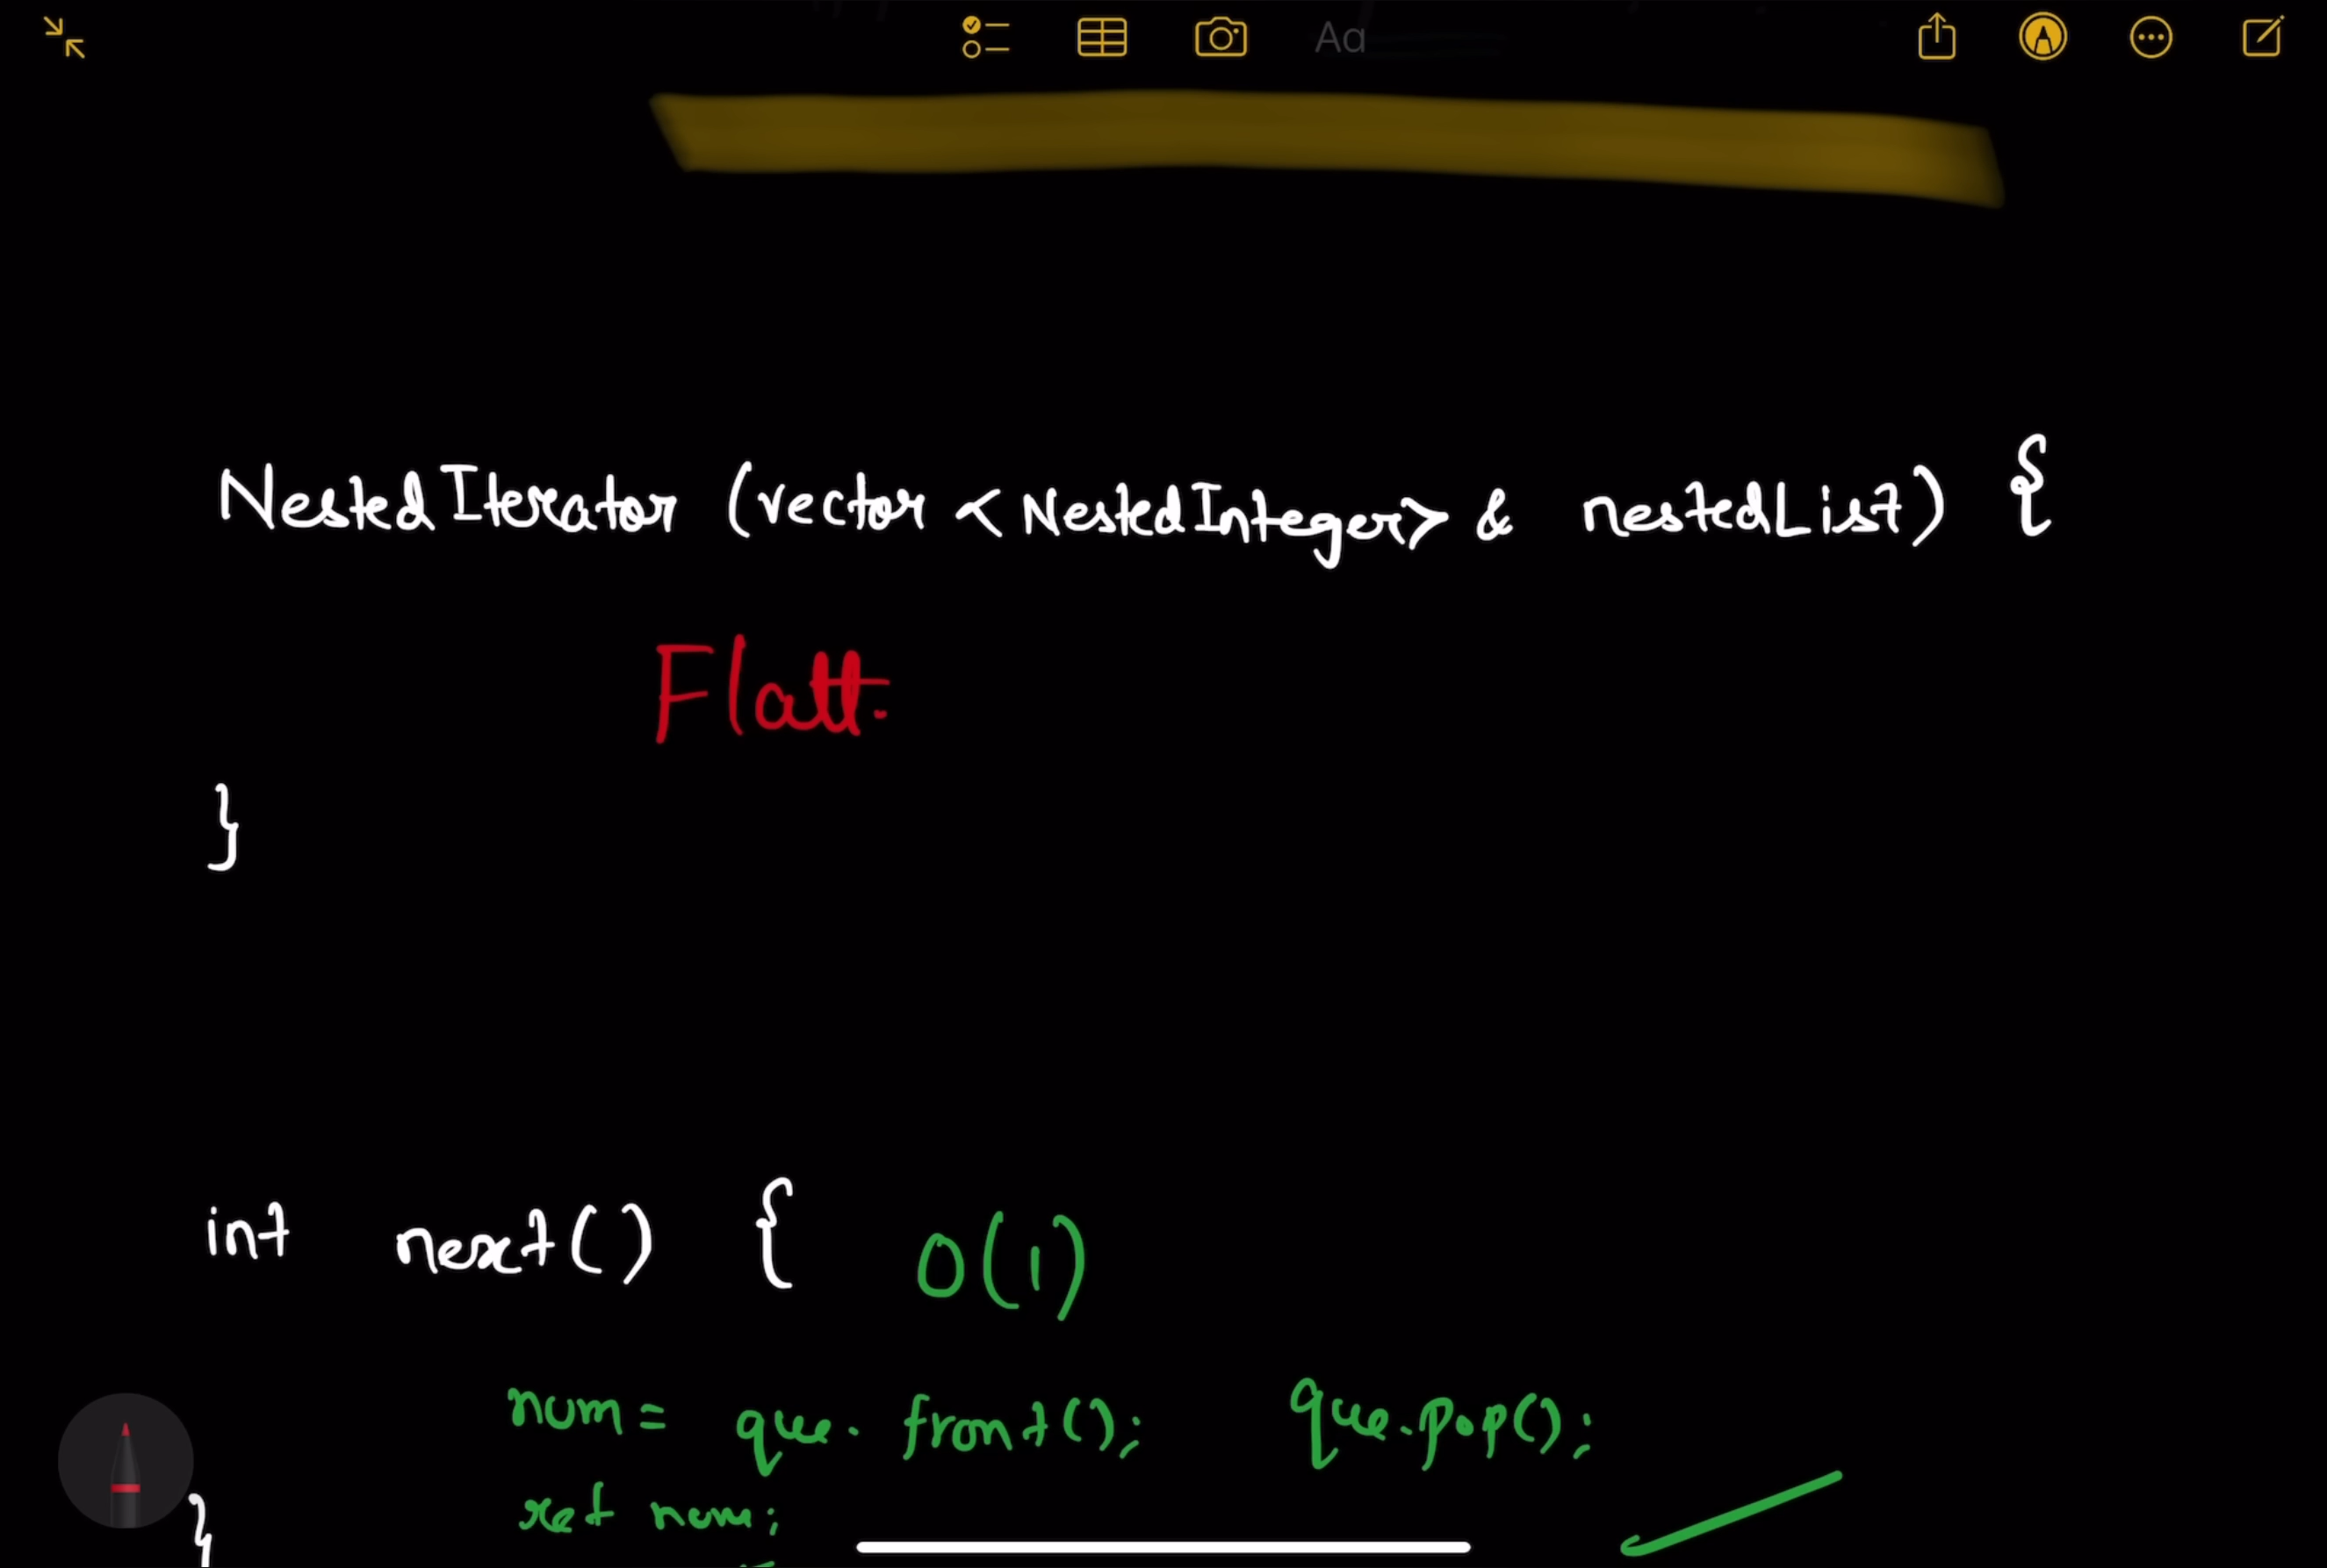 Aa
NestedIterator (vector <NestedInteger> & nestedList) {
Flatt.
}
int next() { O(1)
num = que. front(); que.pop();
ret num;
}